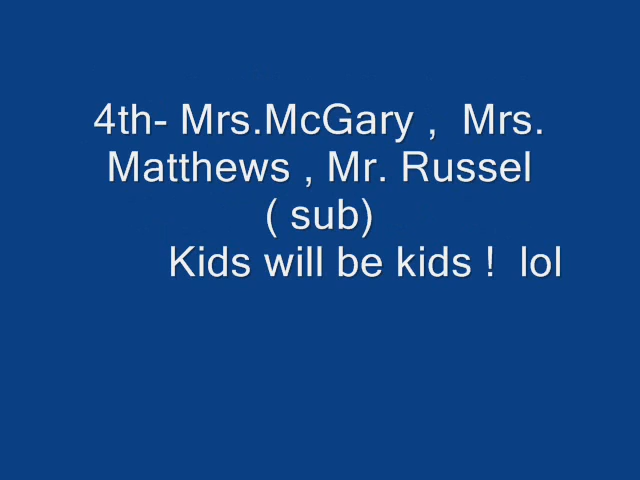 4th- Mrs.McGary ,  Mrs.
Matthews , Mr. Russel
( sub)
Kids will be kids !  lol